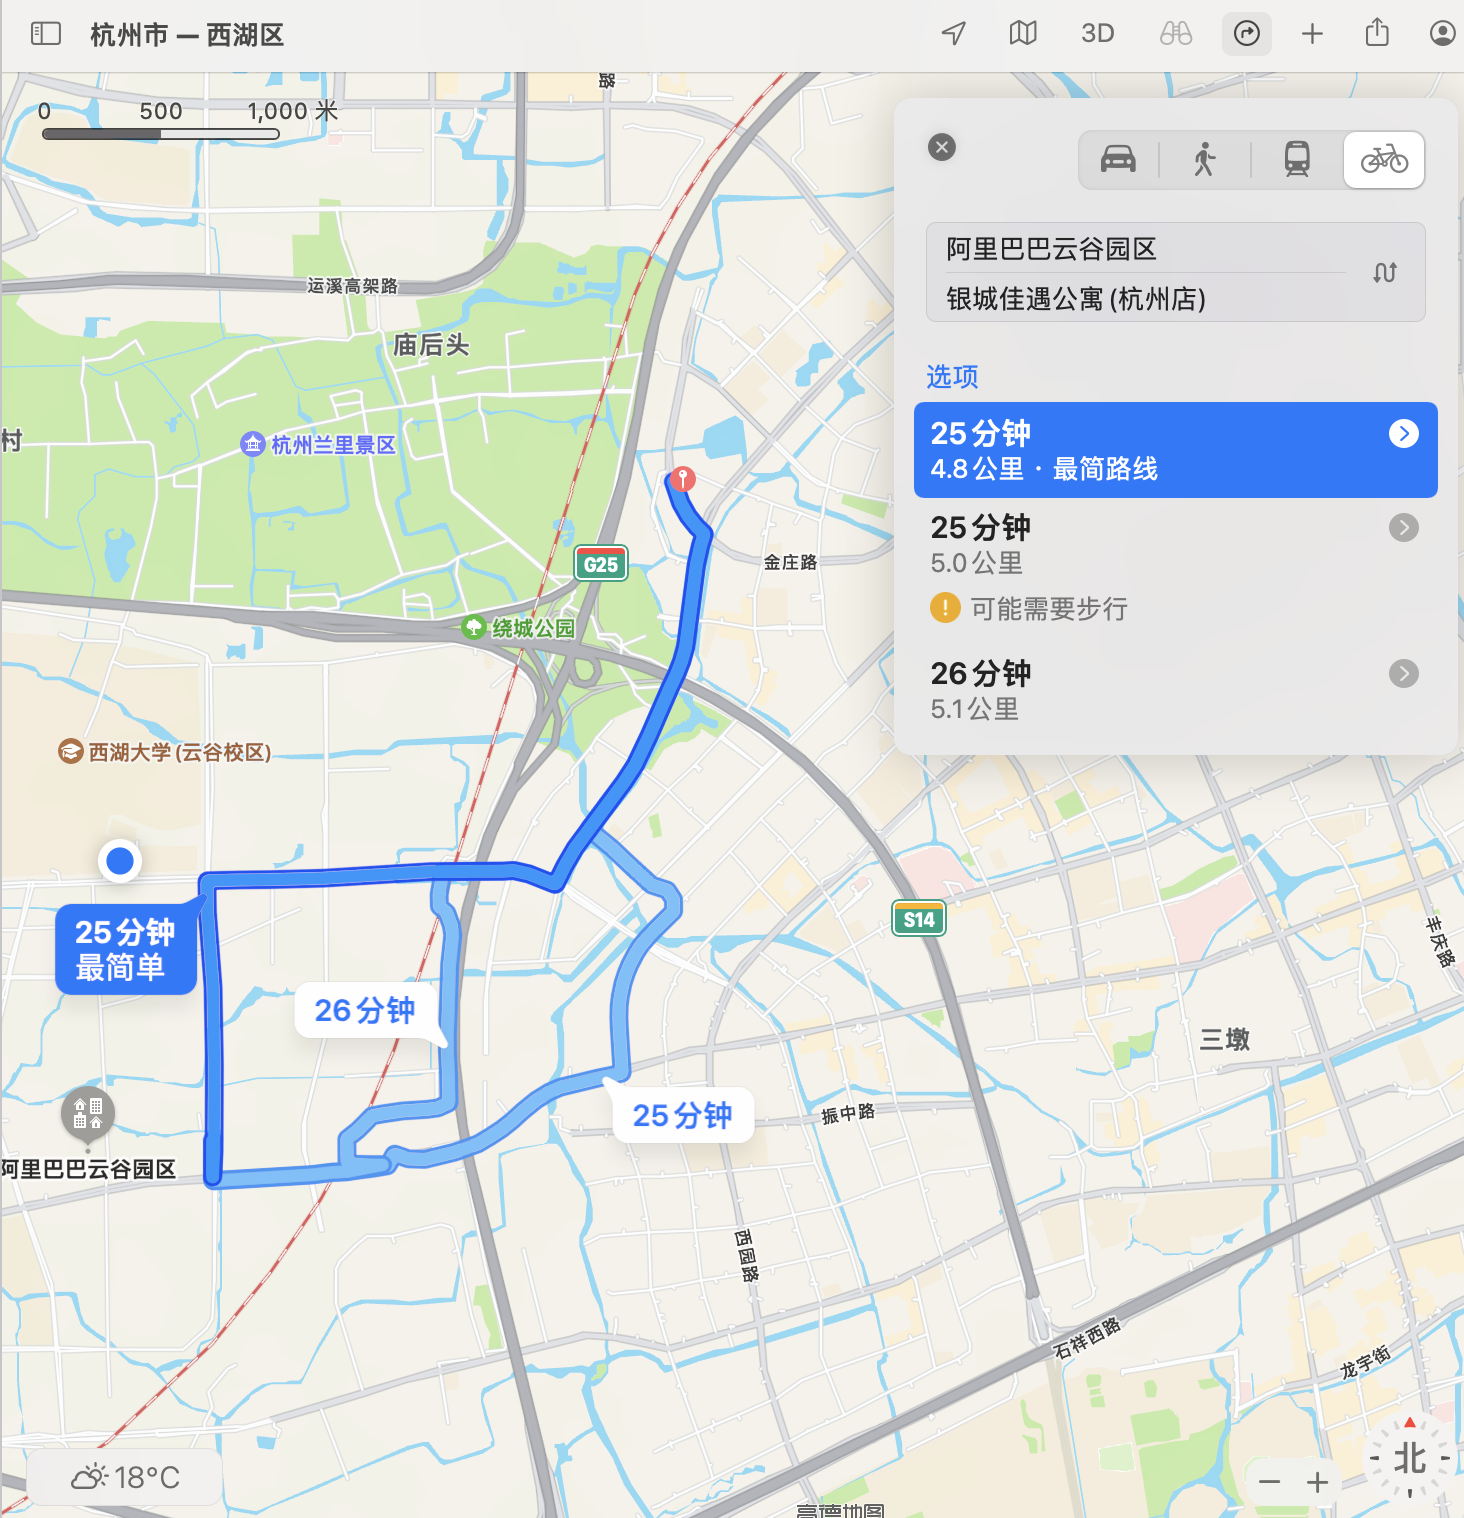 杭州市 — 西湖区
3D
0 500 1,000 米
路
运溪高架路
庙后头
村
杭州兰里景区
G25
金庄路
绕城公园
西湖大学(云谷校区)
阿里巴巴云谷园区
银城佳遇公寓(杭州店)
选项
25分钟
4.8公里 · 最简路线
25分钟
5.0公里
可能需要步行
26分钟
5.1公里
25分钟
最简单
26分钟
25分钟
S14
丰庆路
三墩
振中路
阿里巴巴云谷园区
西园路
石祥西路
龙宇街
18°C
北
高德地图